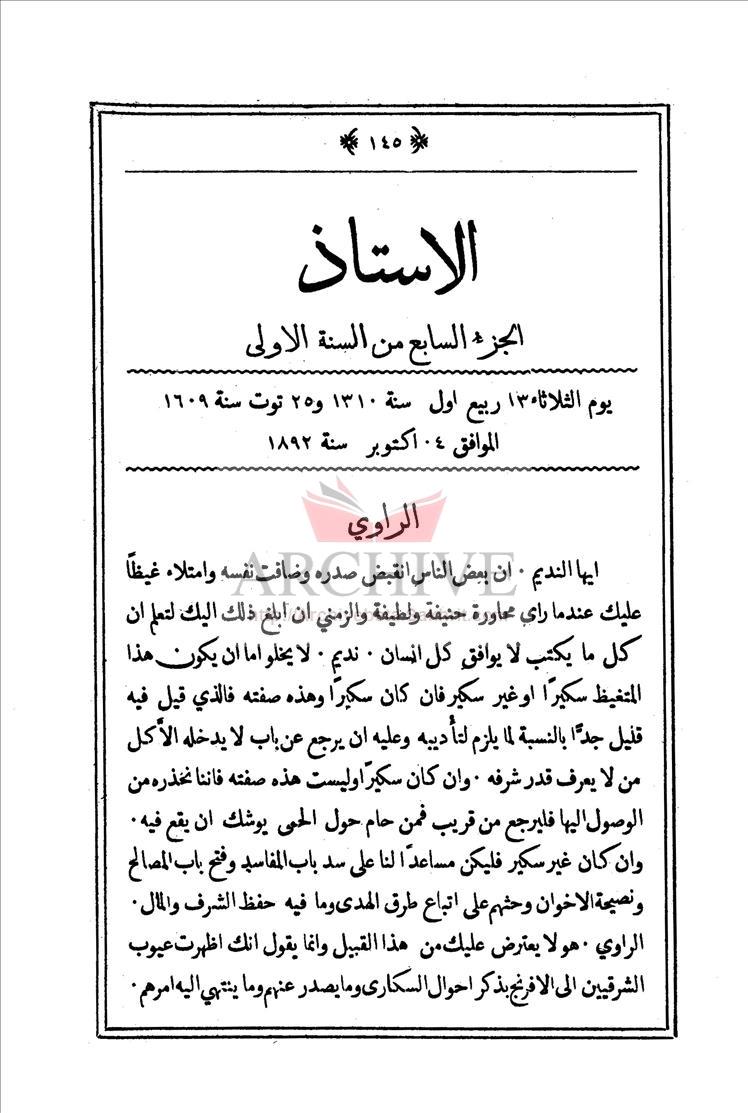 ١٤٥
الاستاذ
الجزء السابع من السنة الاولى
يوم الثلاثاء ١٣ ربيع اول سنة ١٣١٠ و٢٥ توت سنة ١٦٠٩
الموافق ٠٤ اكتوبر سنة ١٨٩٢
الراوي
ARCHIVE
ايها النديم ٠ ان بعض الناس انقبض صدره وضاقت نفسه وامتلاء غيظًا
عليك عندما راي محاورة حنيفة ولطيفة والزمني ان ابلغ ذلك اليك لتعلم ان
كل ما يكتب لا يوافق كل انسان ٠ نديم ٠ لا يخلو اما ان يكون هذا
المتغيظ سكيرًا او غير سكير فان كان سكيرًا وهذه صفته فالذي قيل فيه
قليل جدًّا بالنسبة لما يلزم لتأديبه وعليه ان يرجع عن باب لا يدخله الأكل
من لا يعرف قدر شرفه ٠ وان كان سكيرًا وليست هذه صفته فاننا نحذره من
الوصول اليها فليرجع من قريب فمن حام حول الحمى يوشك ان يقع فيه ٠
وان كان غير سكير فليكن مساعدًا لنا على سد باب المفاسد وفتح باب المصالح
ونصيحة الاخوان وحثهم على اتباع طرق الهدى وما فيه حفظ الشرف والمال ٠
الراوي ٠ هو لا يعترض عليك من هذا القبيل وانما يقول انك اظهرت عيوب
الشرقيين الى الافرنج بذكر احوال السكارى وما يصدر عنهم وما ينتهي اليه امرهم ٠